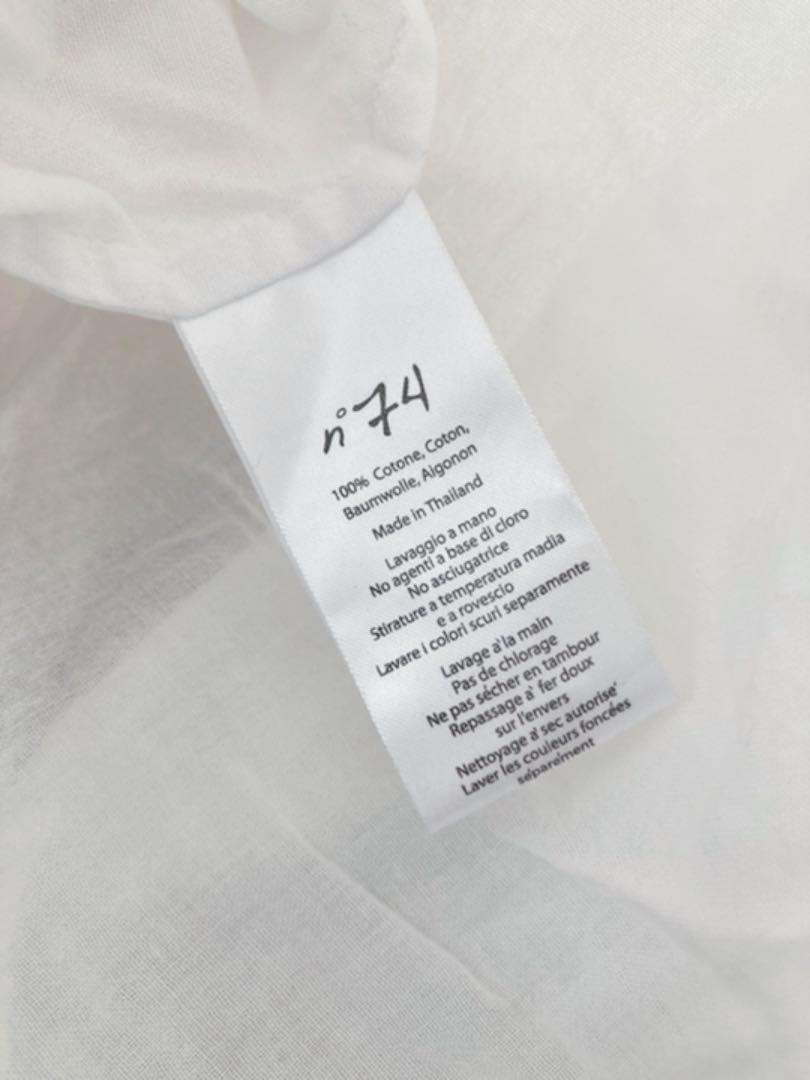 n°74
100% Cotone, Coton,
Baumwolle, Algonon
Made in Thailand
Lavaggio a mano
No agenti a base di cloro
No asciugatrice
Stirature a temperatura madia
e a rovescio
Lavare i colori scuri separamente
Lavage a'la main
Pas de chlorage
Ne pas sécher en tambour
Repassage a' fer doux
sur l'envers
Nettoyage a' sec autorise'
Laver les couleurs foncées
séparément